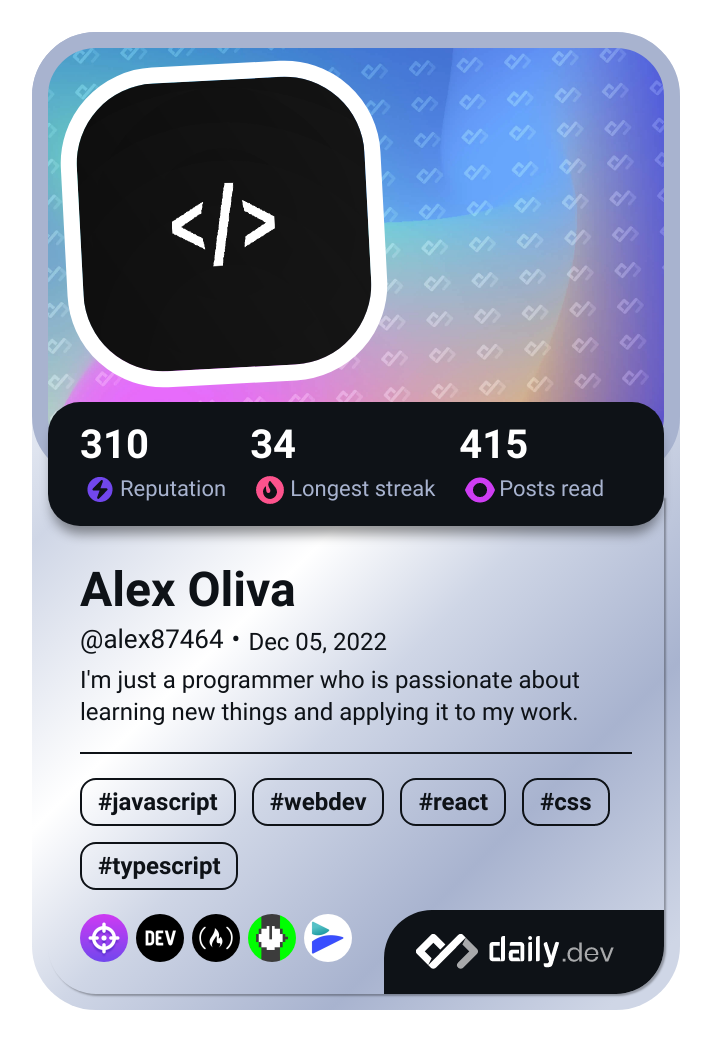 </>
310 34 415
Reputation Longest streak Posts read
Alex Oliva
@alex87464 • Dec 05, 2022
I'm just a programmer who is passionate about
learning new things and applying it to my work.
#javascript #webdev #react #css
#typescript
DEV daily.dev